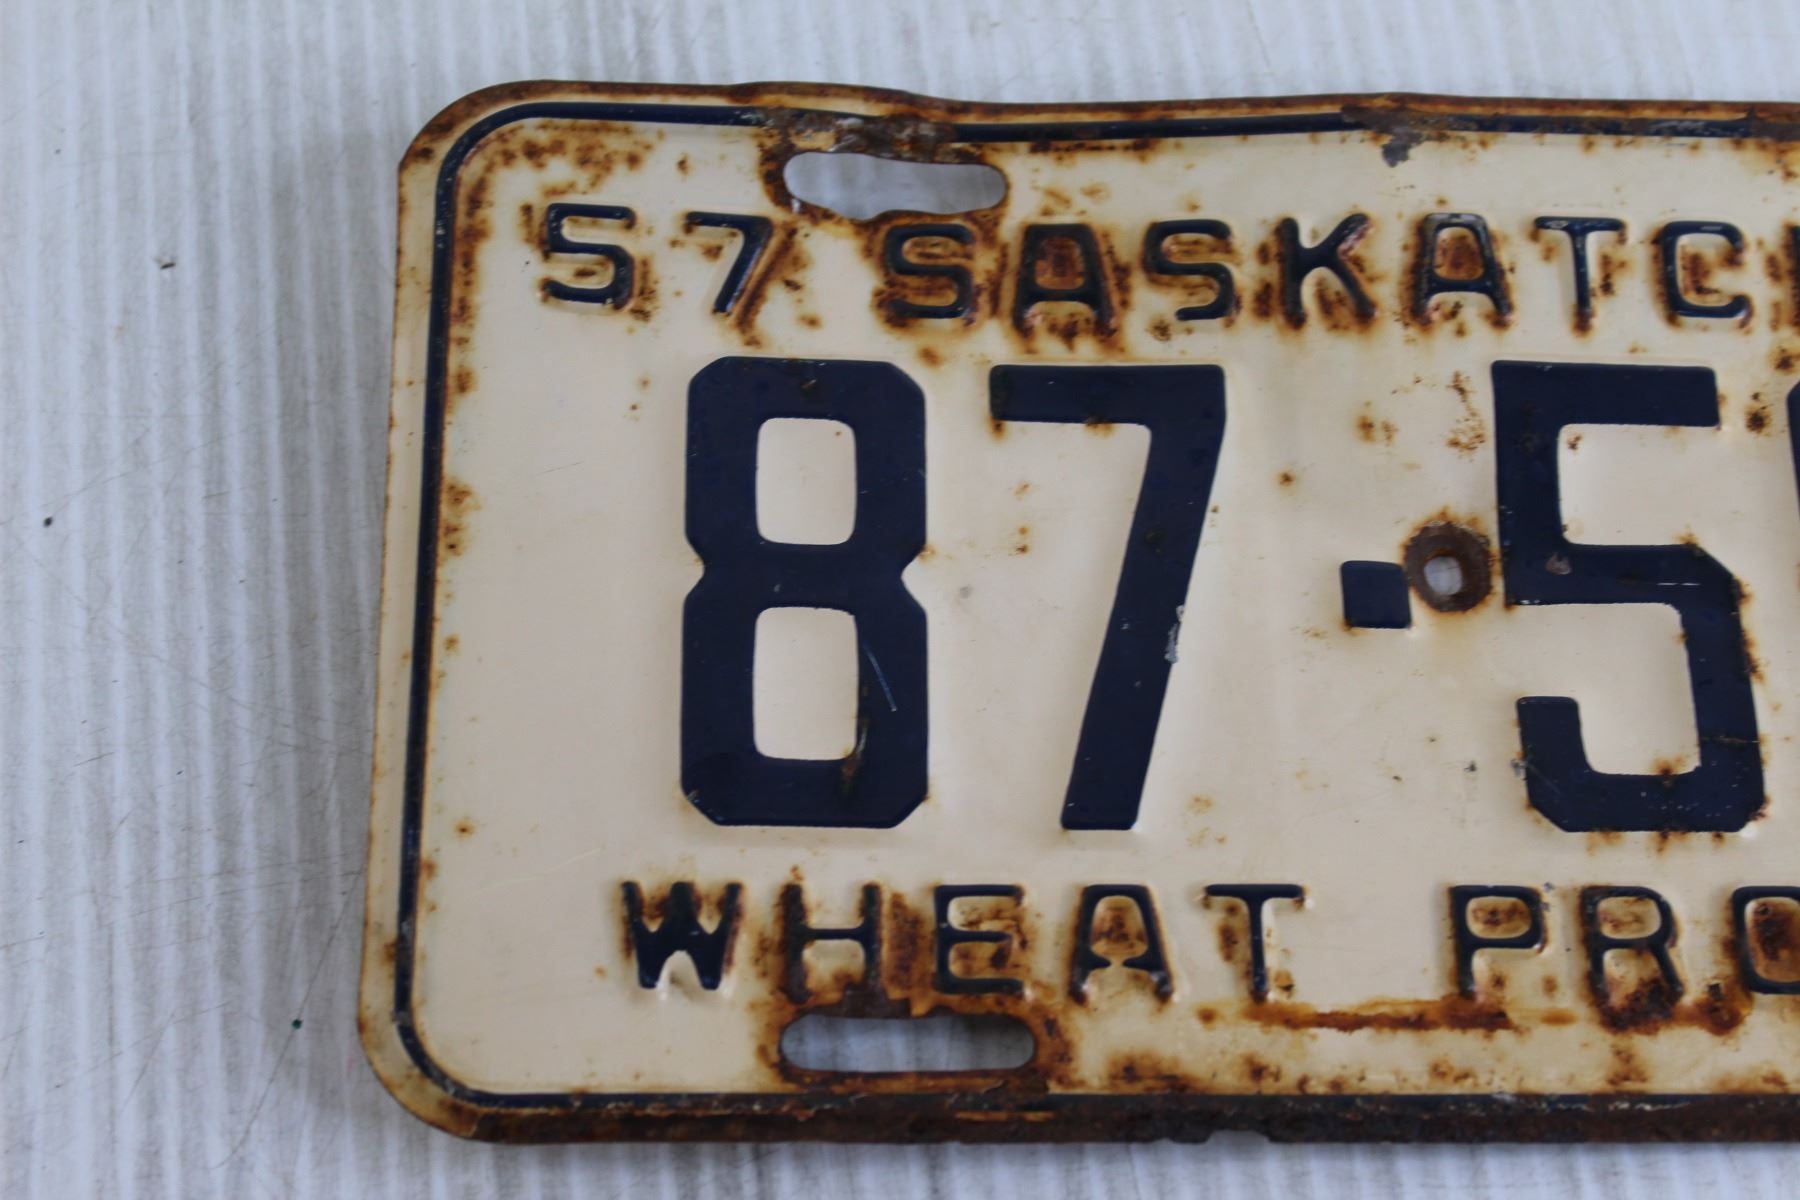 57 SASKATC
87·5
WHEAT PRO